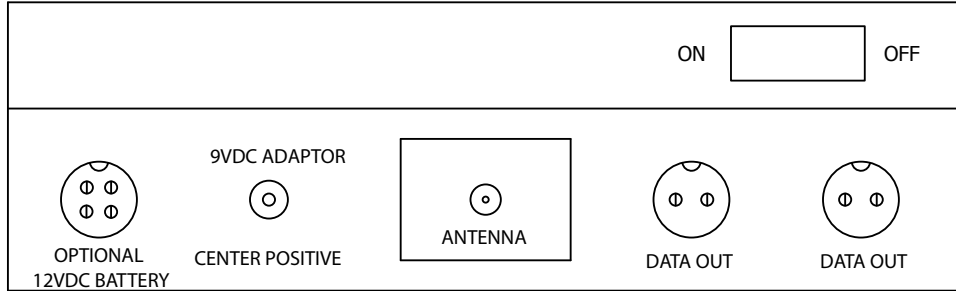 ON
OFF
9VDC ADAPTOR
CENTER POSITIVE
OPTIONAL
12VDC BATTERY
ANTENNA
DATA OUT
DATA OUT